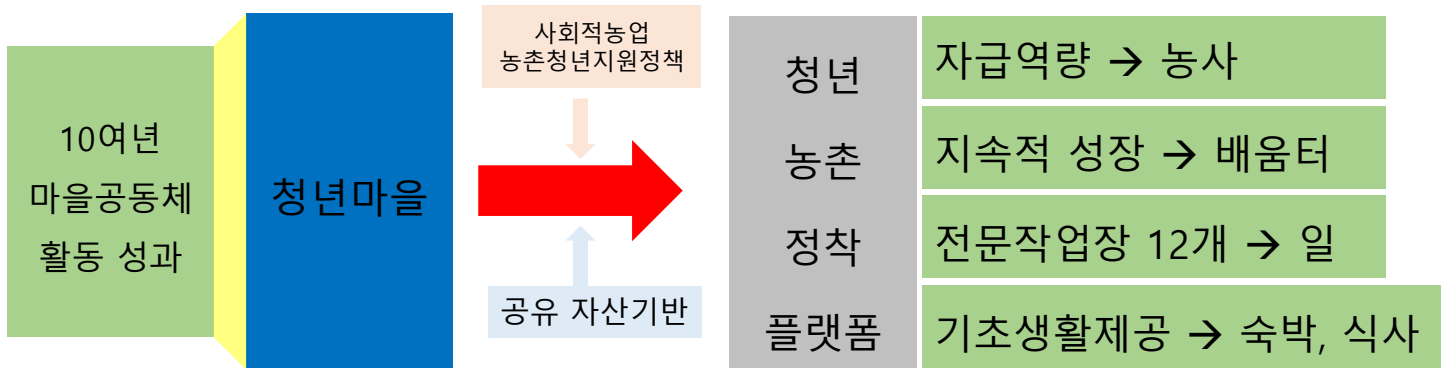 10여년
마을공동체
활동 성과
청년마을
사회적농업
농촌청년지원정책
공유 자산기반
청년
농촌
정착
플랫폼
자급역량 → 농사
지속적 성장 → 배움터
전문작업장 12개 → 일
기초생활제공 → 숙박, 식사